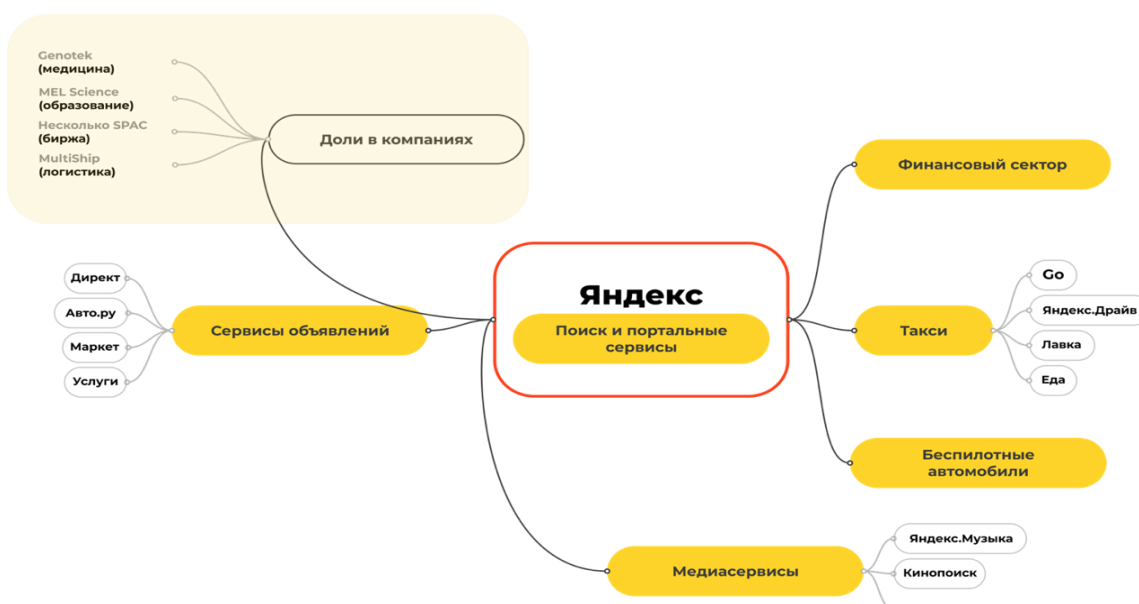 Genotek
(медицина)
MEL Science
(образование)
Несколько SPAC
(биржа)
MultiShip
(логистика)
Доли в компаниях
Финансовый сектор
Директ
Авто.ру
Маркет
Услуги
Сервисы объявлений
Яндекс
Поиск и портальные
сервисы
Такси
Go
Яндекс.Драйв
Лавка
Еда
Беспилотные
автомобили
Медиасервисы
Яндекс.Музыка
Кинопоиск